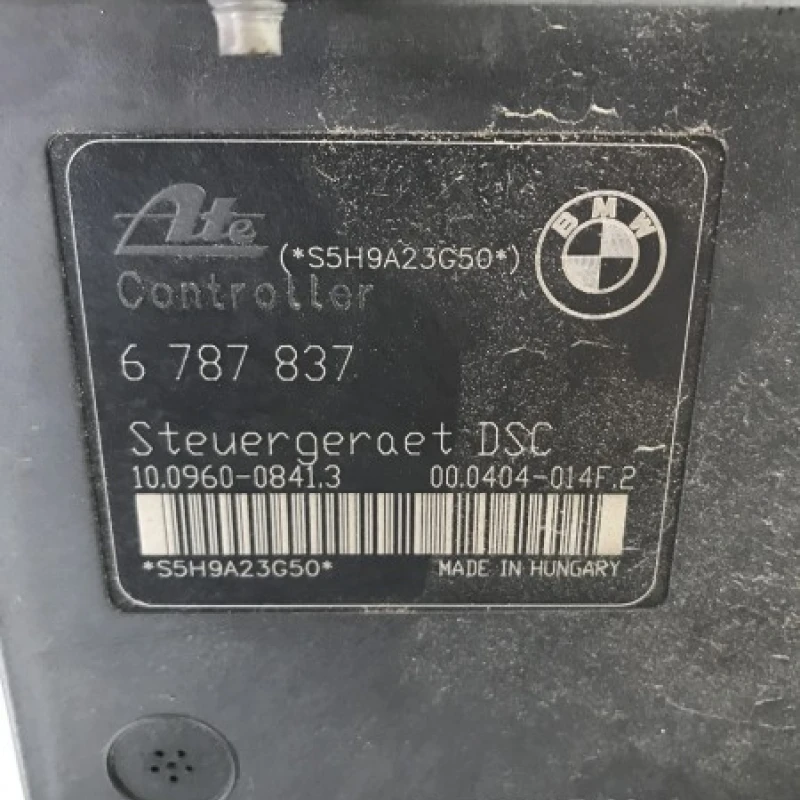 Ate
(*S5H9A23G50*)
BMW
Controller
6 787 837
Steuergeraet DSC
10.0960-0841.3 00.0404-014F.2
*S5H9A23G50* MADE IN HUNGARY